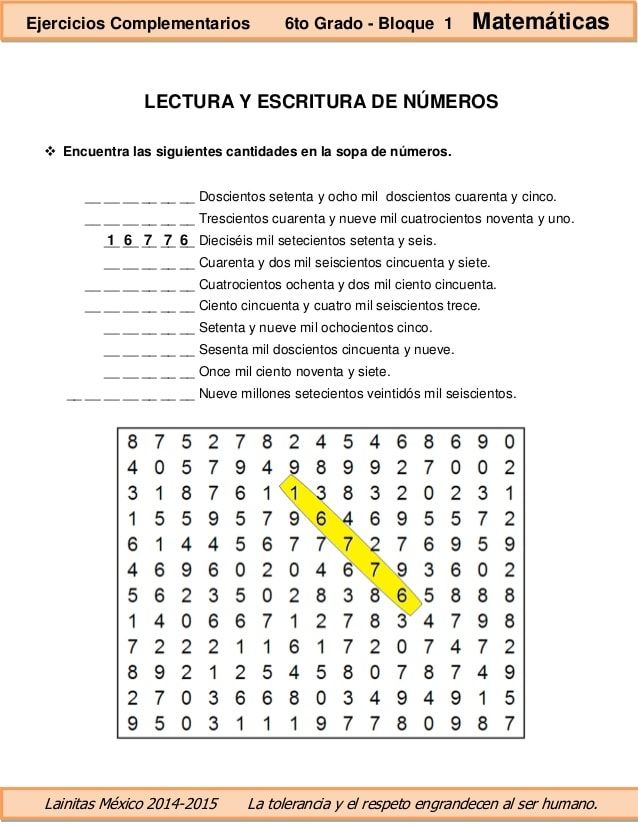 Ejercicios Complementarios 6to Grado - Bloque 1 Matemáticas
LECTURA Y ESCRITURA DE NÚMEROS
❖ Encuentra las siguientes cantidades en la sopa de números.
__ __ __ __ __ __ Doscientos setenta y ocho mil doscientos cuarenta y cinco.
__ __ __ __ __ __ Trescientos cuarenta y nueve mil cuatrocientos noventa y uno.
1 6 7 7 6 Dieciséis mil setecientos setenta y seis.
__ __ __ __ __ Cuarenta y dos mil seiscientos cincuenta y siete.
__ __ __ __ __ __ Cuatrocientos ochenta y dos mil ciento cincuenta.
__ __ __ __ __ __ Ciento cincuenta y cuatro mil seiscientos trece.
__ __ __ __ __ Setenta y nueve mil ochocientos cinco.
__ __ __ __ __ Sesenta mil doscientos cincuenta y nueve.
__ __ __ __ __ Once mil ciento noventa y siete.
__ __ __ __ __ __ __ Nueve millones setecientos veintidós mil seiscientos.
8 7 5 2 7 8 2 4 5 4 6 8 6 9 0
4 0 5 7 9 4 9 8 9 9 2 7 0 0 2
3 1 8 7 6 1 1 3 8 3 2 0 2 3 1
1 5 5 9 5 7 9 6 4 6 9 5 5 7 2
6 1 4 4 5 6 7 7 7 2 7 6 9 5 9
4 6 9 6 0 2 0 4 6 7 9 3 6 0 2
5 6 2 3 5 0 2 8 3 8 6 5 8 8 8
1 4 0 6 6 7 1 2 7 8 3 4 7 9 8
7 2 2 2 1 1 6 1 7 2 0 7 4 7 2
8 9 2 1 2 5 4 5 8 0 7 8 7 4 9
2 7 0 3 6 6 8 0 3 4 9 4 9 1 5
9 5 0 3 1 1 1 9 7 7 8 0 9 8 7
Lainitas México 2014-2015 La tolerancia y el respeto engrandecen al ser humano.